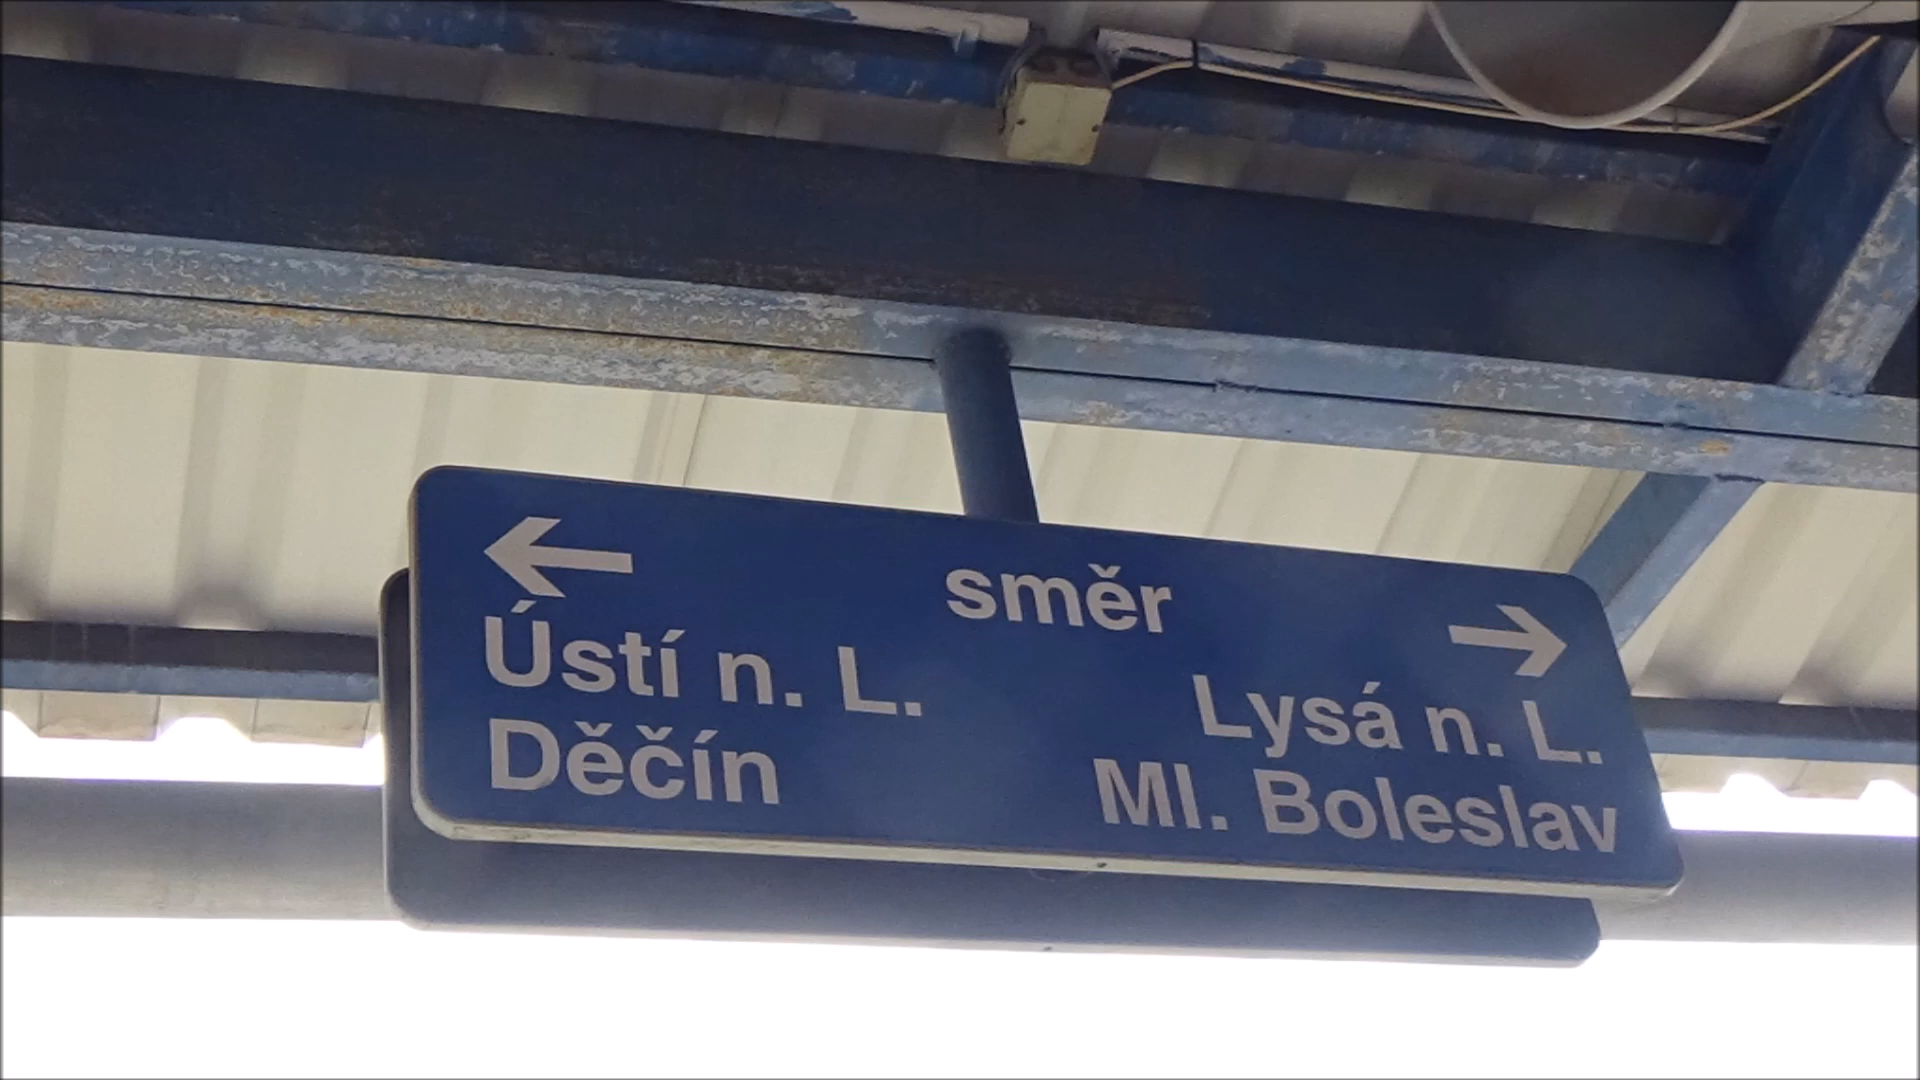 směr
Ústí n. L.
Děčín
Lysá n. L.
Ml. Boleslav